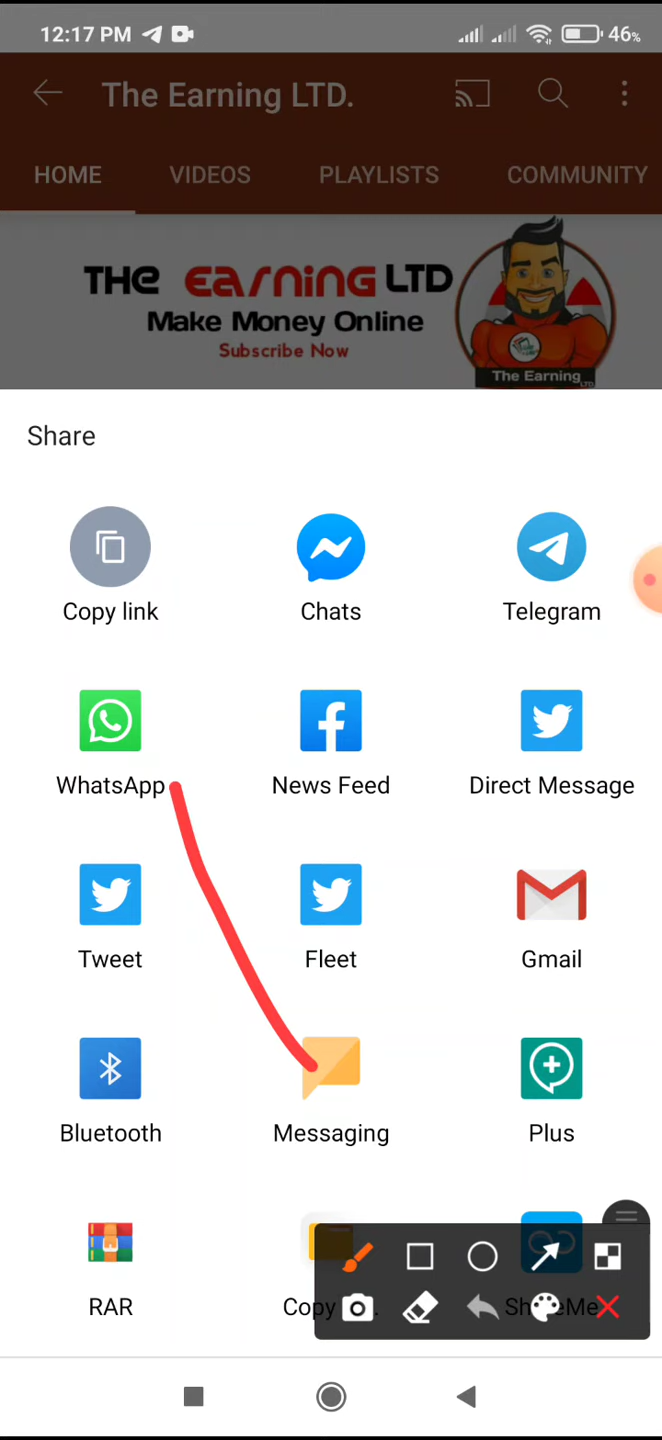 12:17 PM
46%
The Earning LTD.
HOME VIDEOS PLAYLISTS COMMUNITY
THE EARNING LTD
Make Money Online
Subscribe Now
The Earning LTD
Share
Copy link Chats Telegram
WhatsApp News Feed Direct Message
Tweet Fleet Gmail
Bluetooth Messaging Plus
RAR Copy